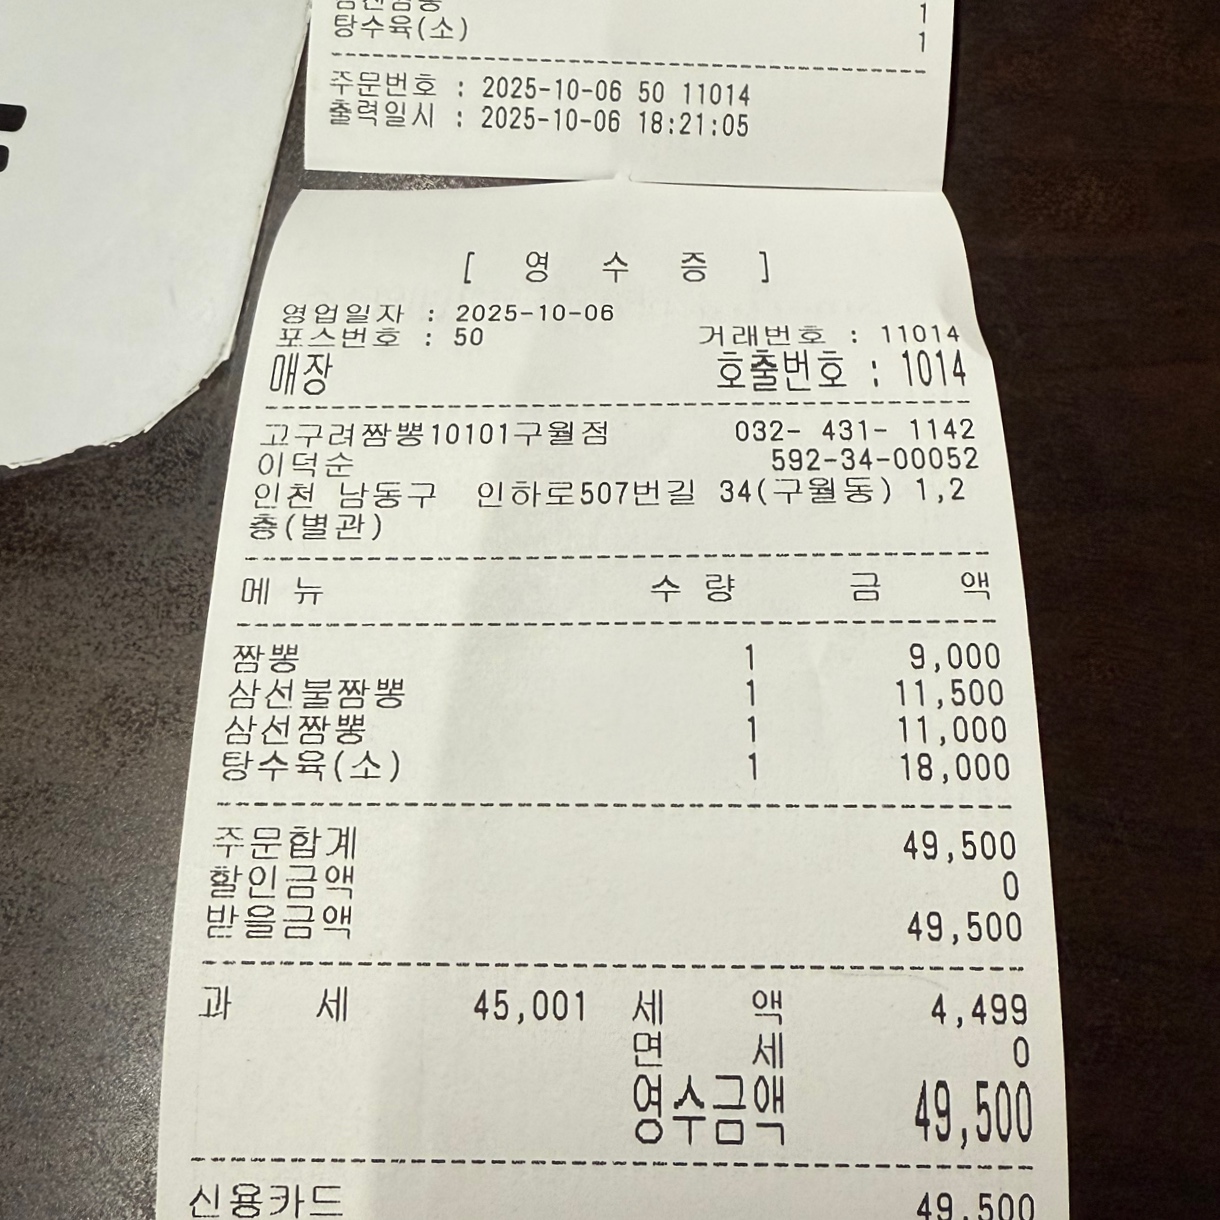 삼선짬뽕 1
탕수육(소) 1
주문번호 : 2025-10-06 50 11014
출력일시 : 2025-10-06 18:21:05
[ 영 수 증 ]
영업일자 : 2025-10-06
포스번호 : 50 거래번호 : 11014
매장 호출번호 : 1014
고구려짬뽕10101구월점 032- 431- 1142
이덕순 592-34-00052
인천 남동구 인하로507번길 34(구월동) 1,2
층(별관)
메 뉴 수 량 금 액
짬뽕 1 9,000
삼선불짬뽕 1 11,500
삼선짬뽕 1 11,000
탕수육(소) 1 18,000
주문합계 49,500
할인금액 0
받을금액 49,500
과 세 45,001 세 액 4,499
면 세 0
영수금액 49,500
신용카드 49,500